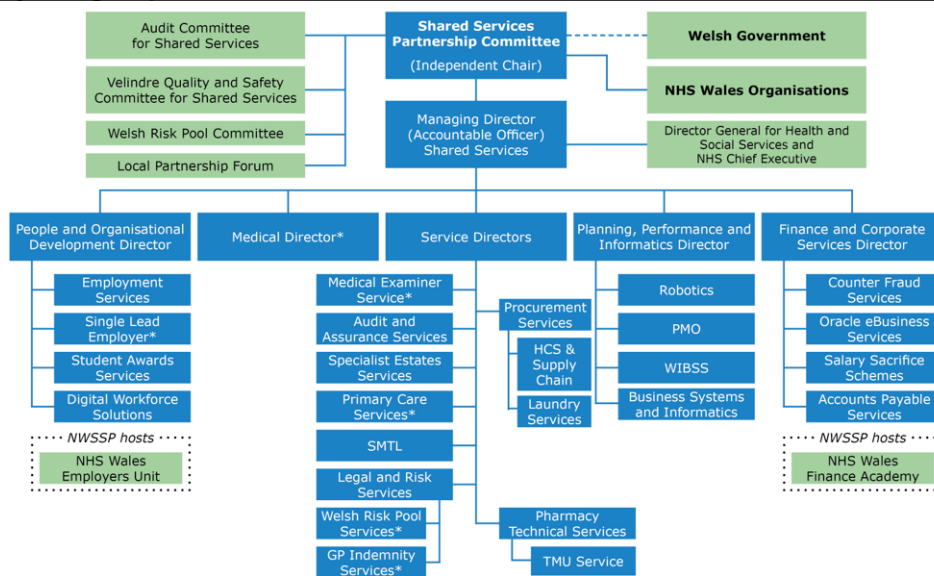 Audit Committee
for Shared Services
Velindre Quality and Safety
Committee for Shared Services
Welsh Risk Pool Committee
Local Partnership Forum
Shared Services
Partnership Committee
(Independent Chair)
Welsh Government
NHS Wales Organisations
Managing Director
(Accountable Officer)
Shared Services
Director General for Health and
Social Services and
NHS Chief Executive
People and Organisational
Development Director
Medical Director*
Service Directors
Planning, Performance and
Informatics Director
Finance and Corporate
Services Director
Employment
Services
Single Lead
Employer*
Student Awards
Services
Digital Workforce
Solutions
NWSSP hosts
NHS Wales
Employers Unit
Medical Examiner
Service*
Audit and
Assurance Services
Specialist Estates
Services
Primary Care
Services*
SMTL
Legal and Risk
Services
Welsh Risk Pool
Services*
GP Indemnity
Services*
Procurement
Services
HCS &
Supply
Chain
Laundry
Services
Pharmacy
Technical Services
TMU Service
Robotics
PMO
WIBSS
Business Systems
and Informatics
Counter Fraud
Services
Oracle eBusiness
Services
Salary Sacrifice
Schemes
Accounts Payable
Services
NWSSP hosts
NHS Wales
Finance Academy